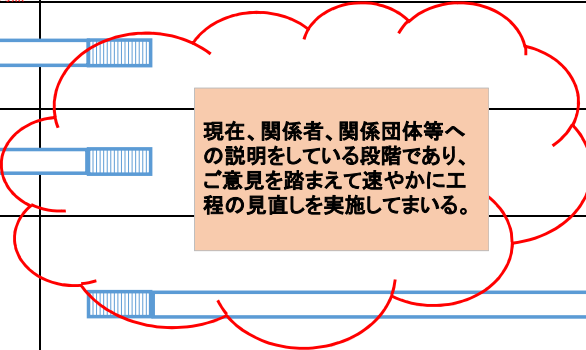 現在、関係者、関係団体等へ
の説明をしている段階であり、
ご意見を踏まえて速やかに工
程の見直しを実施してまいる。